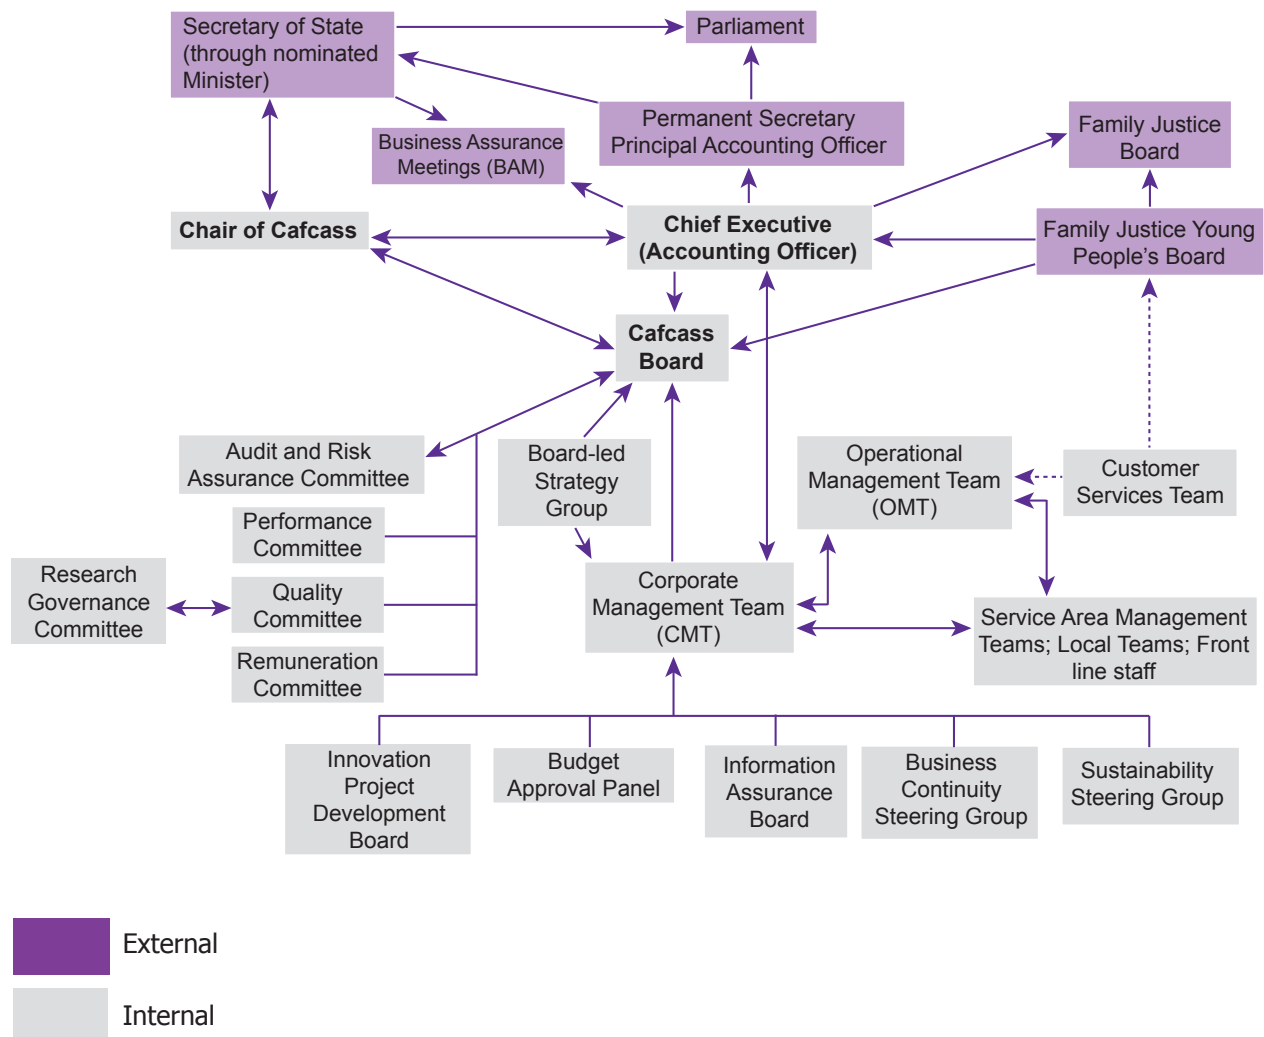 Secretary of State
(through nominated
Minister)
Parliament
Permanent Secretary
Principal Accounting Officer
Business Assurance
Meetings (BAM)
Family Justice
Board
Chair of Cafcass
Chief Executive
(Accounting Officer)
Family Justice Young
People’s Board
Cafcass
Board
Audit and Risk
Assurance Committee
Board-led
Strategy
Group
Operational
Management Team
(OMT)
Customer
Services Team
Performance
Committee
Research
Governance
Committee
Quality
Committee
Corporate
Management Team
(CMT)
Service Area Management
Teams; Local Teams; Front
line staff
Remuneration
Committee
Innovation
Project
Development
Board
Budget
Approval Panel
Information
Assurance
Board
Business
Continuity
Steering Group
Sustainability
Steering Group
External
Internal